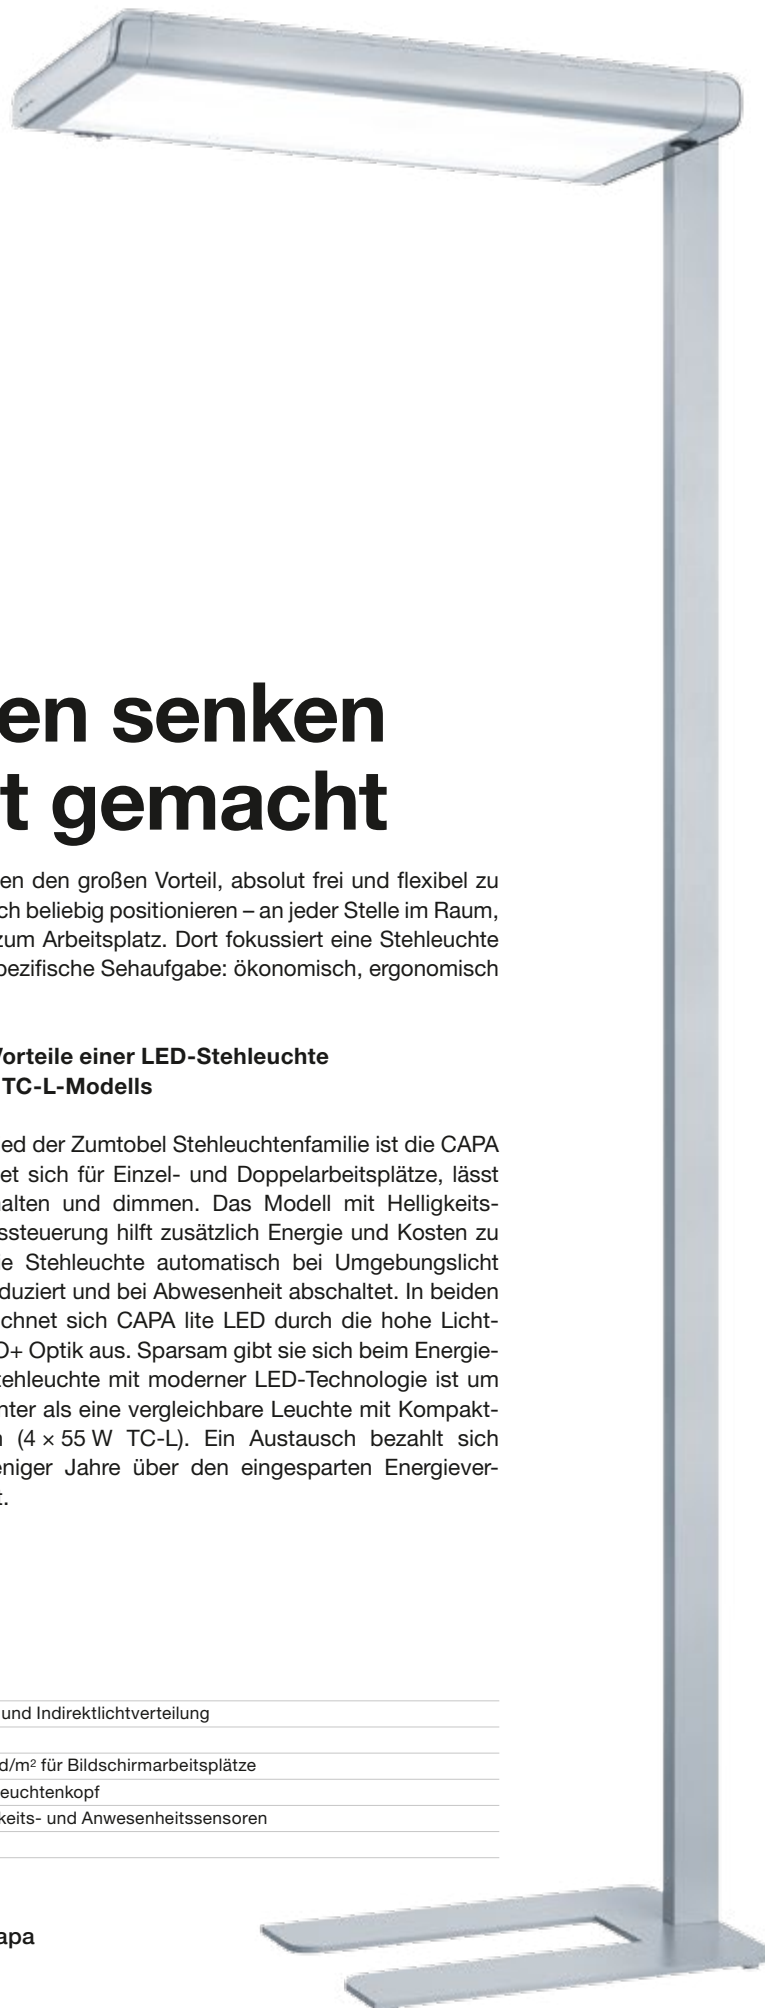 en senken
t gemacht
en den großen Vorteil, absolut frei und flexibel zu
ch beliebig positionieren – an jeder Stelle im Raum,
zum Arbeitsplatz. Dort fokussiert eine Stehleuchte
pezifische Sehaufgabe: ökonomisch, ergonomisch
Vorteile einer LED-Stehleuchte
TC-L-Modells
ed der Zumtobel Stehleuchtenfamilie ist die CAPA
et sich für Einzel- und Doppelarbeitsplätze, lässt
alten und dimmen. Das Modell mit Helligkeits-
ssteuerung hilft zusätzlich Energie und Kosten zu
ie Stehleuchte automatisch bei Umgebungslicht
duziert und bei Abwesenheit abschaltet. In beiden
chnet sich CAPA lite LED durch die hohe Licht-
O+ Optik aus. Sparsam gibt sie sich beim Energie-
tehleuchte mit moderner LED-Technologie ist um
nter als eine vergleichbare Leuchte mit Kompakt-
n (4 × 55 W TC-L). Ein Austausch bezahlt sich
eniger Jahre über den eingesparten Energiever-
t.
und Indirektlichtverteilung
d/m² für Bildschirmarbeitsplätze
euchtenkopf
keits- und Anwesenheitssensoren
apa